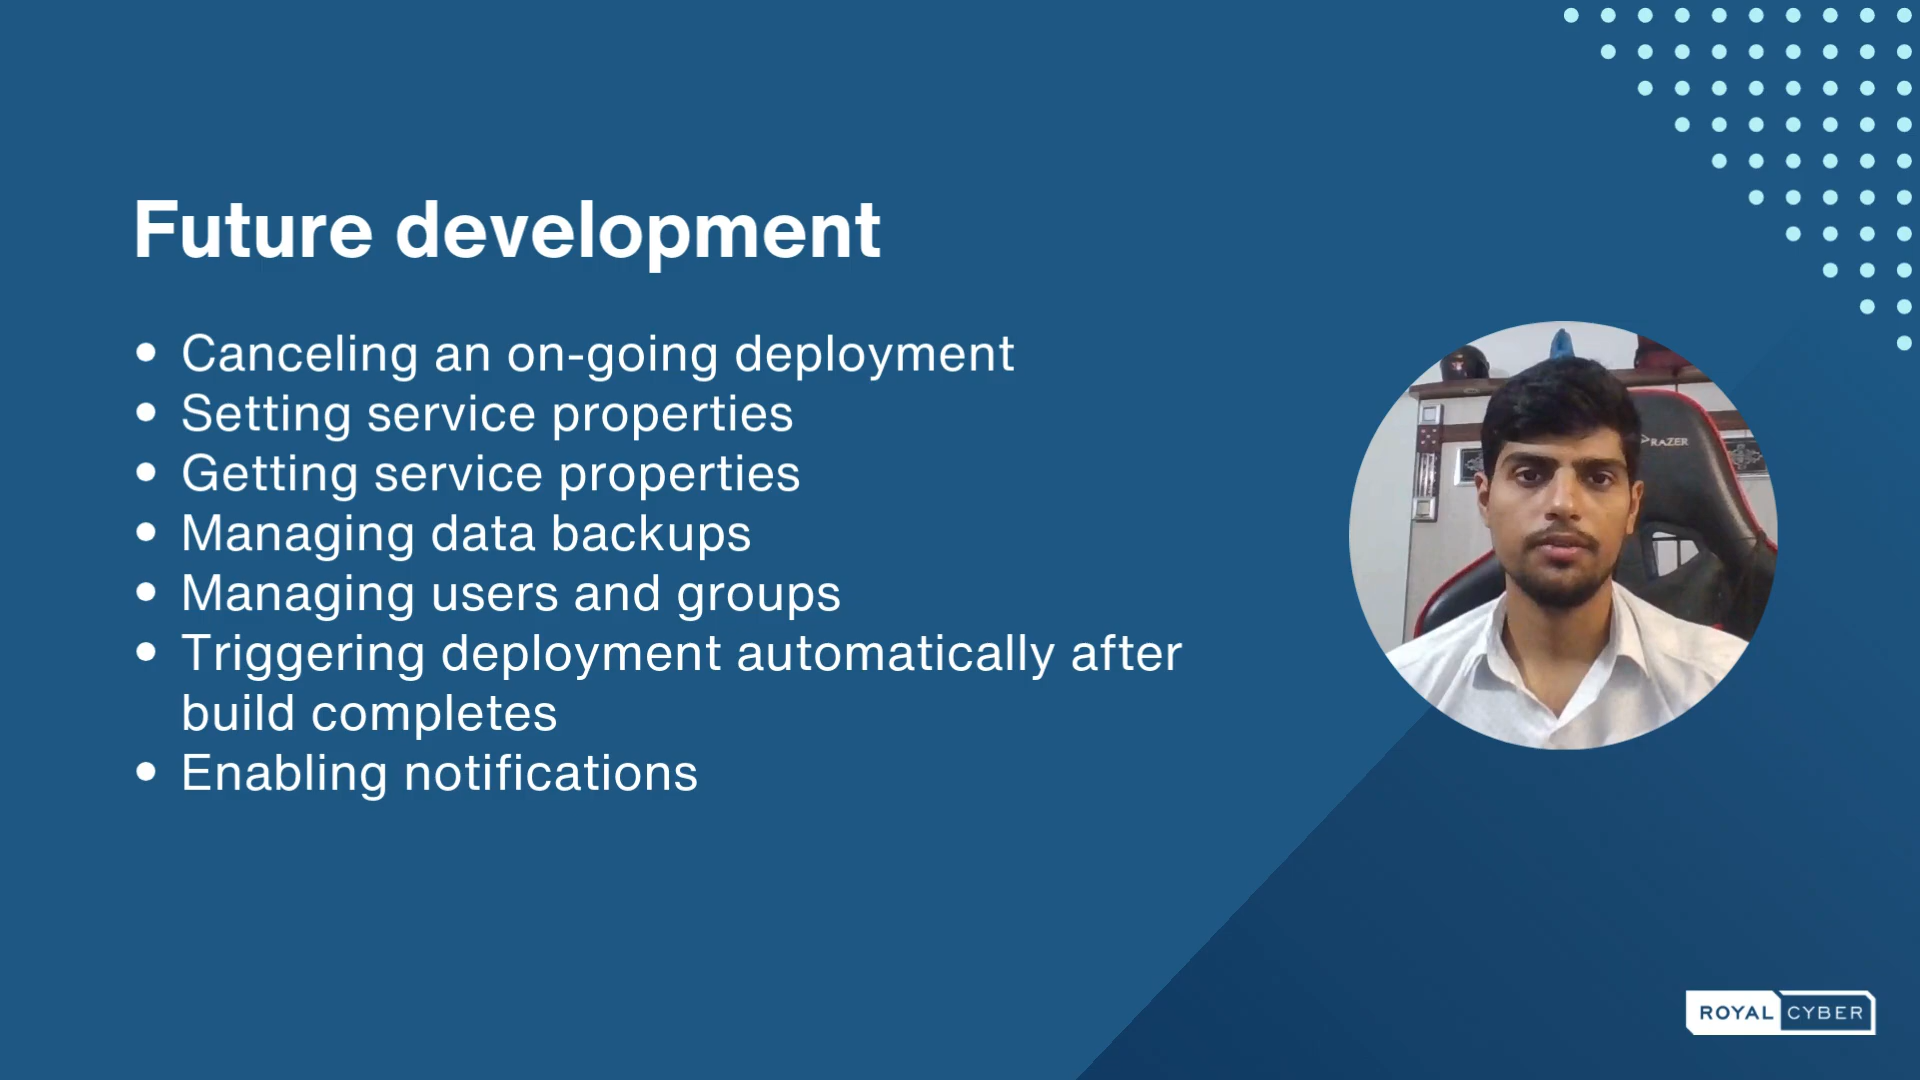 Future development
• Canceling an on-going deployment
• Setting service properties
• Getting service properties
• Managing data backups
• Managing users and groups
• Triggering deployment automatically after
build completes
• Enabling notifications
RAZER
ROYAL CYBER